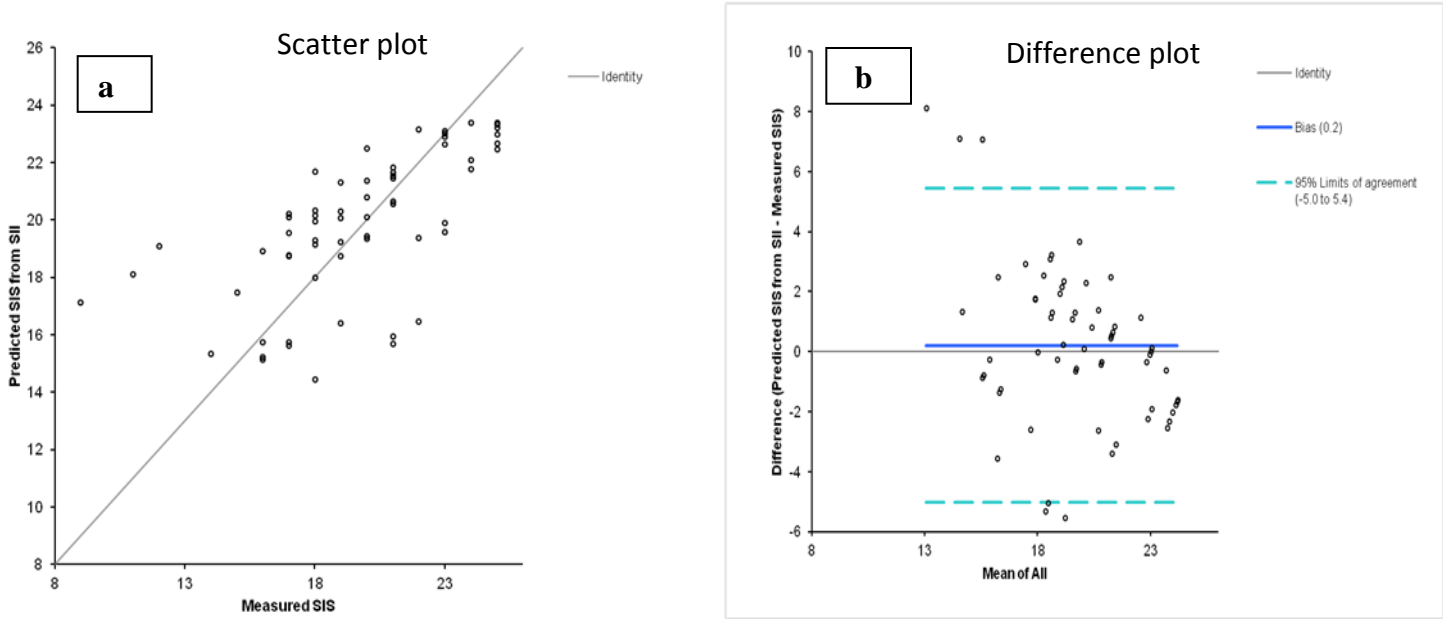 Scatter plot
a
Identity
Predicted SIS from SII
26
24
22
20
18
16
14
12
10
8
8 13 18 23
Measured SIS
Difference plot
b
Identity
Bias (0.2)
95% Limits of agreement
(-5.0 to 5.4)
Difference (Predicted SIS from SII - Measured SIS)
10
8
6
4
2
0
-2
-4
-6
8 13 18 23
Mean of All